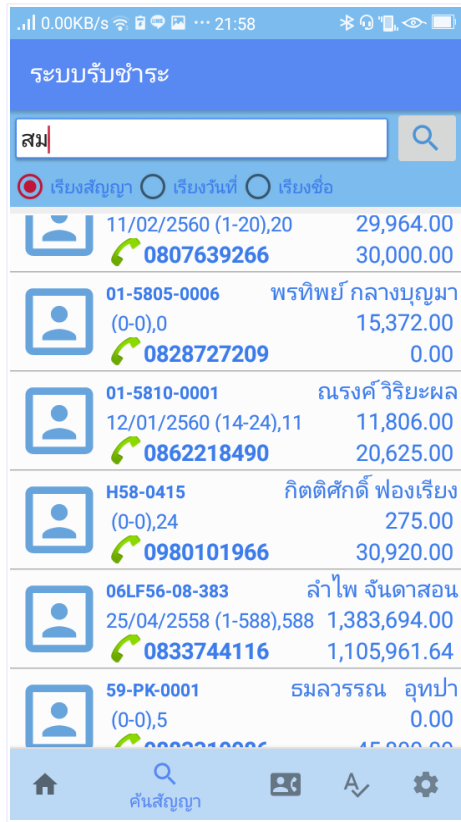 0.00KB/s ··· 21:58
ระบบรับชำระ
สม
เรียงสัญญา เรียงวันที่ เรียงชื่อ
11/02/2560 (1-20),20 29,964.00
0807639266 30,000.00
01-5805-0006 พรทิพย์ กลางบุญมา
(0-0),0 15,372.00
0828727209 0.00
01-5810-0001 ณรงค์ วิริยะผล
12/01/2560 (14-24),11 11,806.00
0862218490 20,625.00
H58-0415 กิตติศักดิ์ ฟองเรียง
(0-0),24 275.00
0980101966 30,920.00
06LF56-08-383 ลำไพ จันดาสอน
25/04/2558 (1-588),588 1,383,694.00
0833744116 1,105,961.64
59-PK-0001 ธมลวรรณ อุทปา
(0-0),5 0.00
ค้นสัญญา